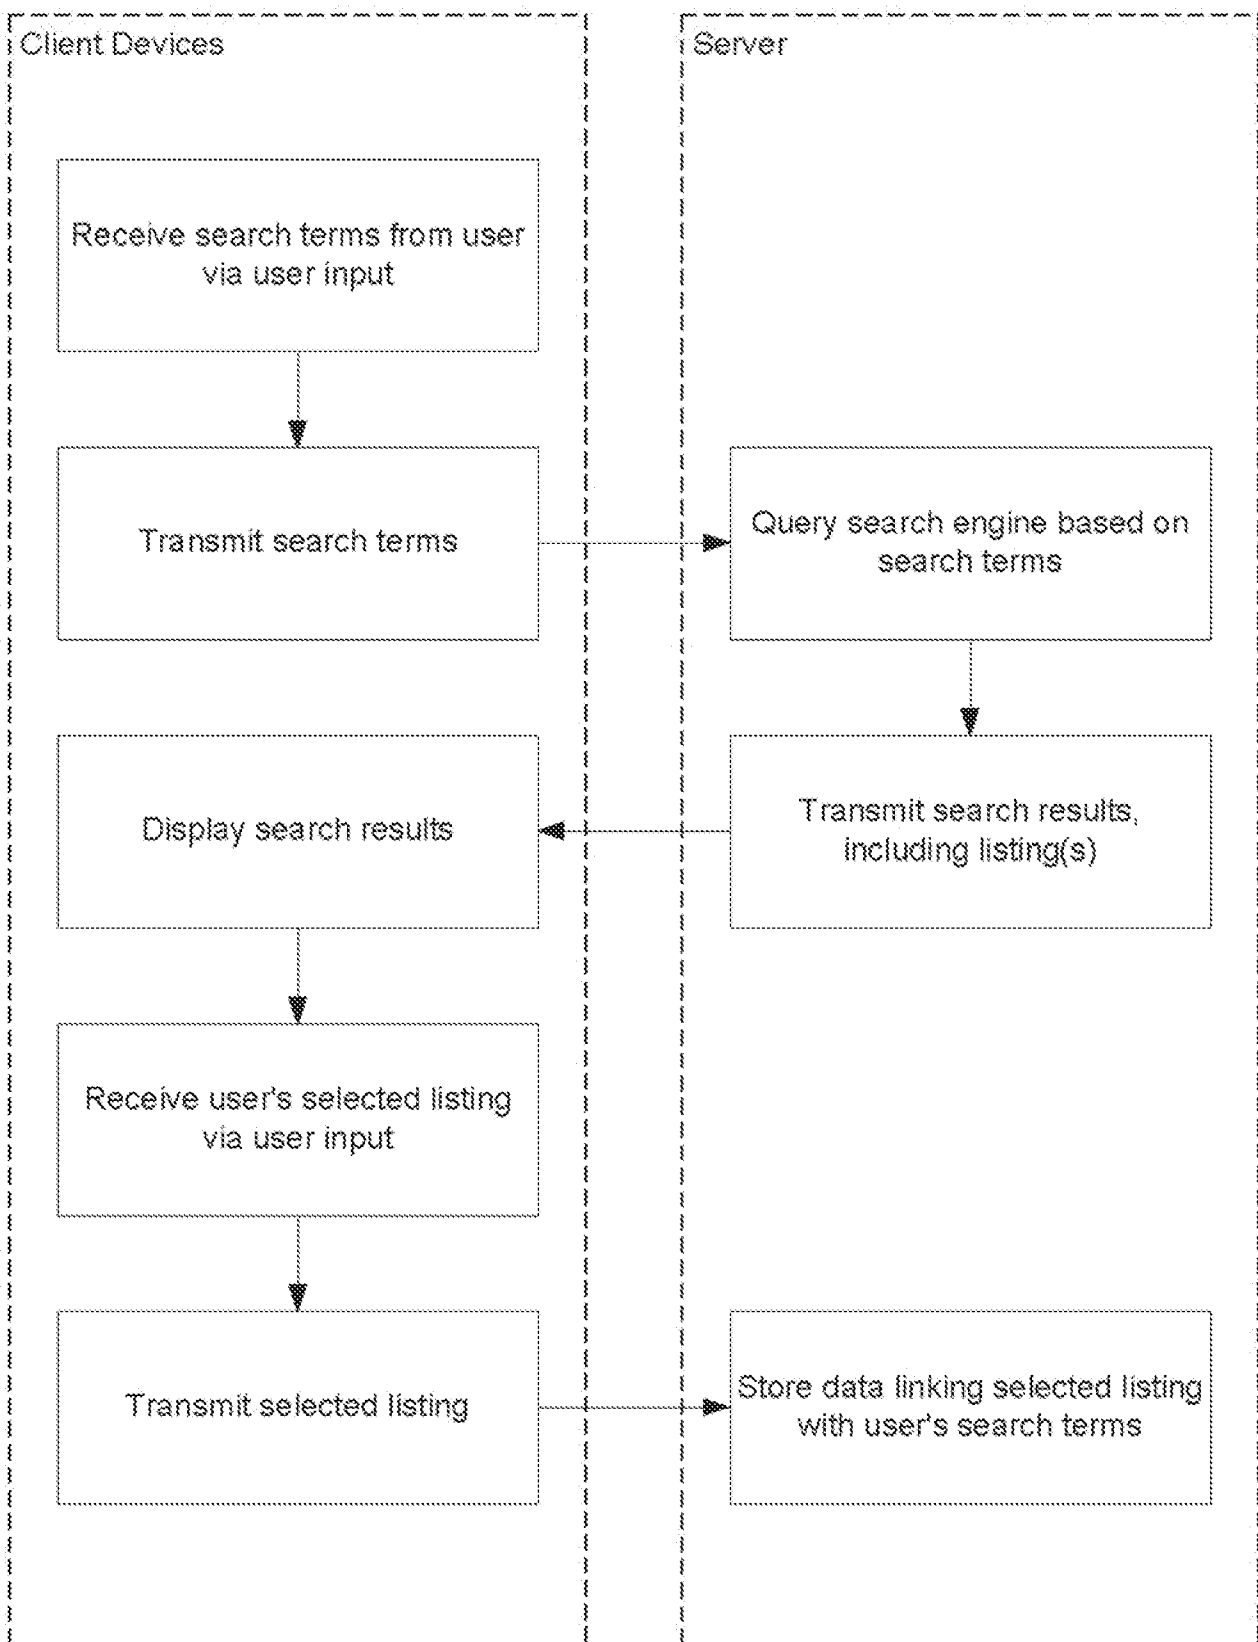 Client Devices
Server
Receive search terms from user
via user input
Transmit search terms
Query search engine based on
search terms
Display search results
Transmit search results,
including listing(s)
Receive user's selected listing
via user input
Transmit selected listing
Store data linking selected listing
with user's search terms